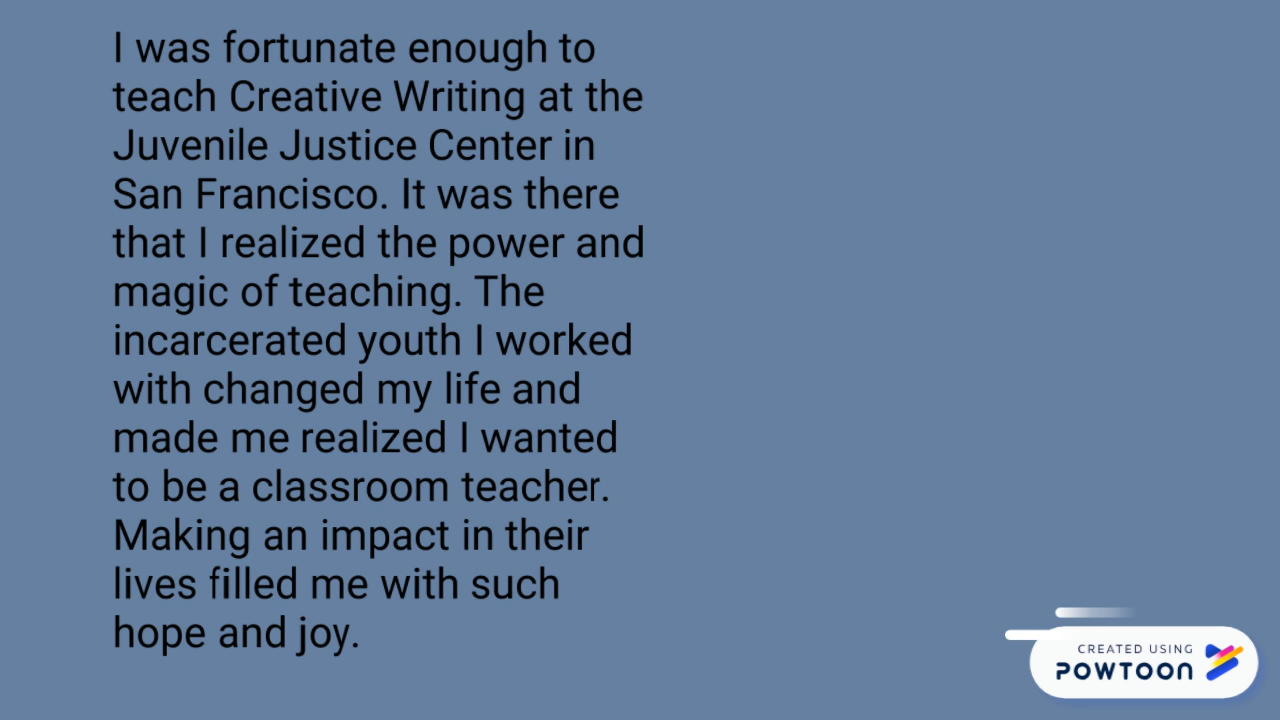 I was fortunate enough to
teach Creative Writing at the
Juvenile Justice Center in
San Francisco. It was there
that I realized the power and
magic of teaching. The
incarcerated youth I worked
with changed my life and
made me realized I wanted
to be a classroom teacher.
Making an impact in their
lives filled me with such
hope and joy.
CREATED USING
POWTOON